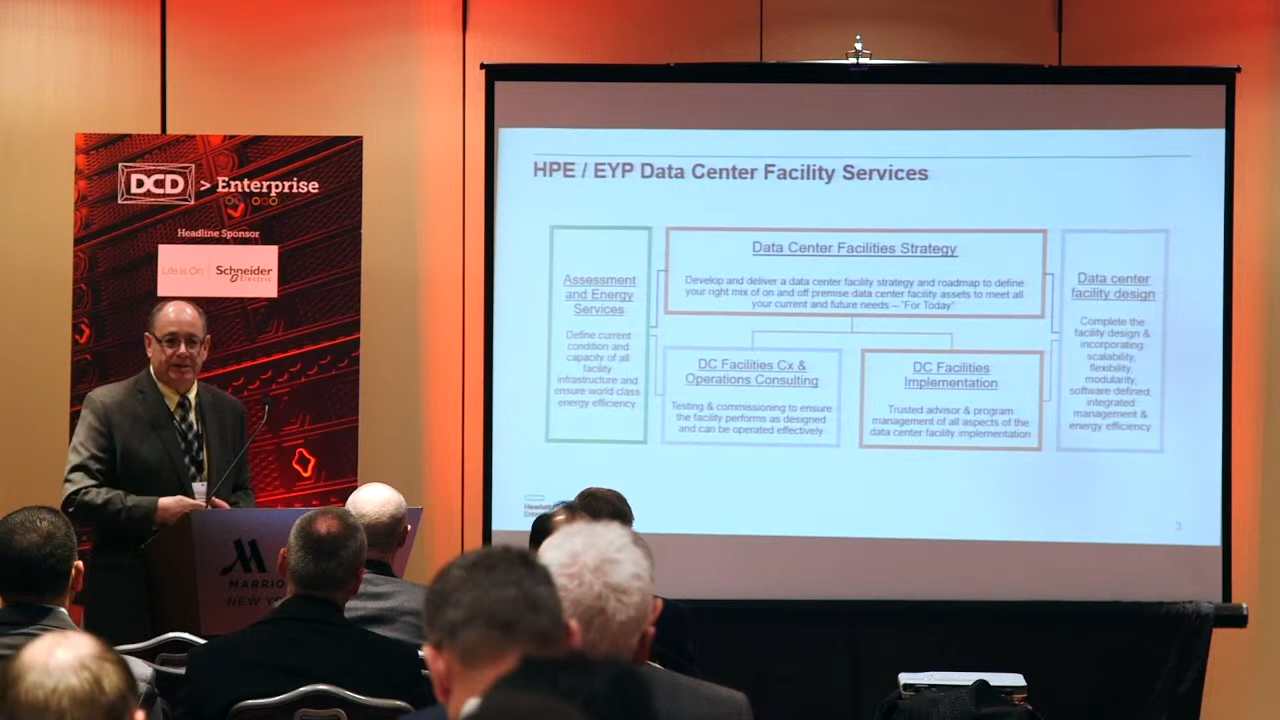 DCD > Enterprise
Headline Sponsor
Life Is On
Schneider
Electric
MARRIO
NEW YO
HPE / EYP Data Center Facility Services
Assessment
and Energy
Services
Define current
condition and
capacity of all
facility
infrastructure and
ensure world class
energy efficiency
Data Center Facilities Strategy
Develop and deliver a data center facility strategy and roadmap to define
your right mix of on and off premise data center facility assets to meet all
your current and future needs – "For Today"
DC Facilities Cx &
Operations Consulting
Testing & commissioning to ensure
the facility performs as designed
and can be operated effectively
DC Facilities
Implementation
Trusted advisor & program
management of all aspects of the
data center facility implementation
Data center
facility design
Complete the
facility design &
incorporating
scalability,
flexibility,
modularity,
software defined,
integrated
management &
energy efficiency
3